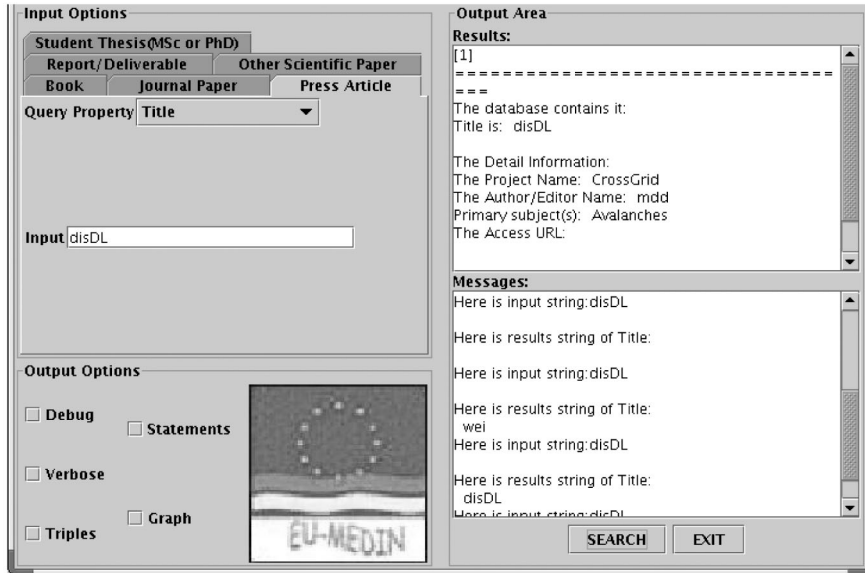 Input Options
Student Thesis(MSc or PhD)
Report/Deliverable Other Scientific Paper
Book Journal Paper Press Article
Query Property Title
Input disDL
Output Options
Debug
Statements
Verbose
Graph
Triples
EU-MEDIN
Output Area
Results:
[1]
================================
===
The database contains it:
Title is: disDL
The Detail Information:
The Project Name: CrossGrid
The Author/Editor Name: mdd
Primary subject(s): Avalanches
The Access URL:
Messages:
Here is input string:disDL
Here is results string of Title:
Here is input string:disDL
Here is results string of Title:
wei
Here is input string:disDL
Here is results string of Title:
disDL
Here is input string:disDL
SEARCH EXIT